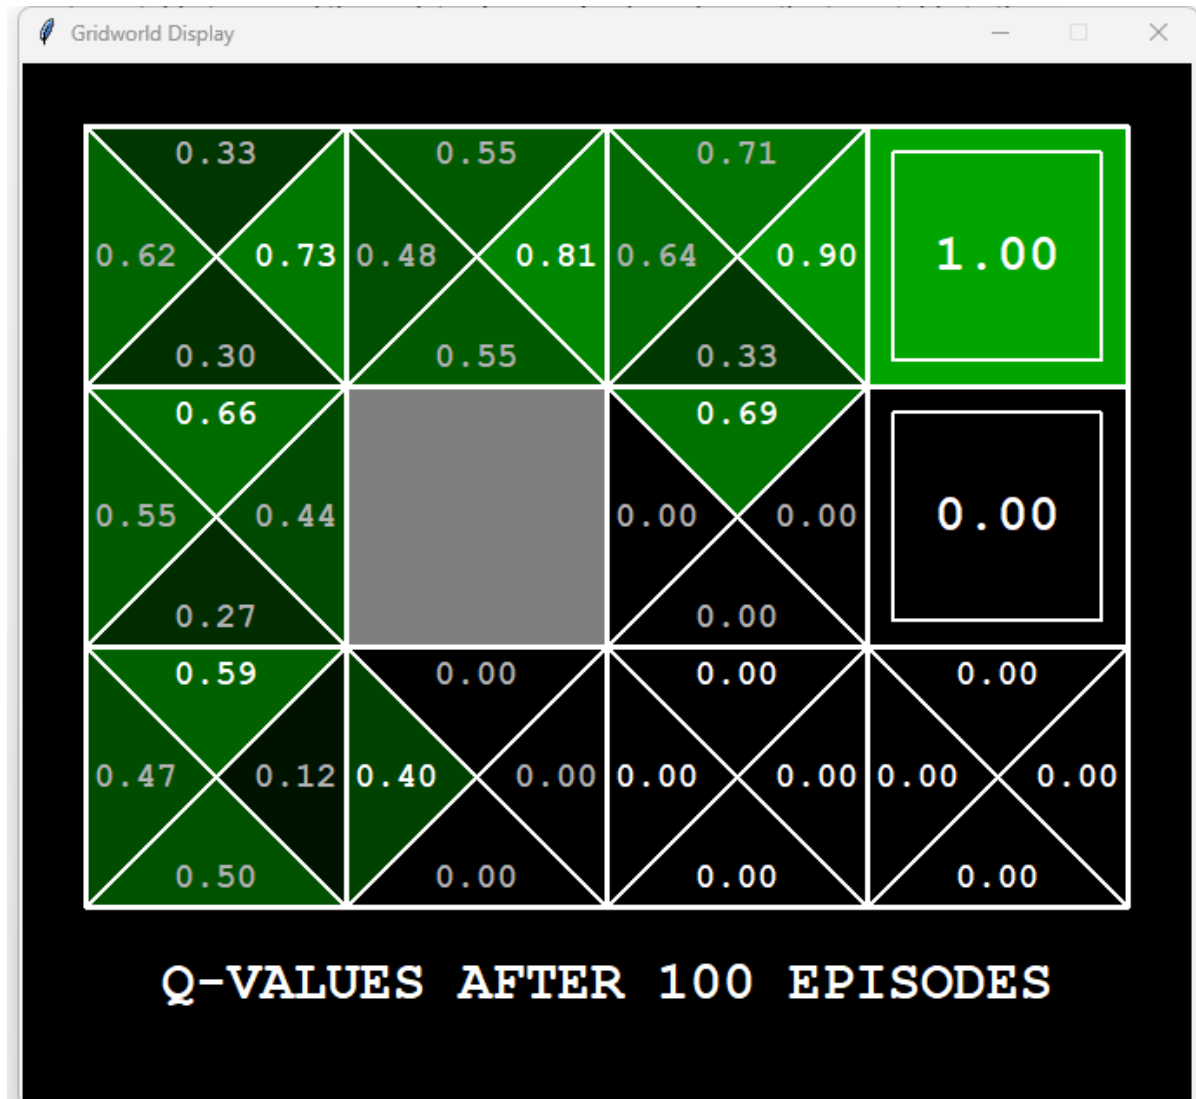 Gridworld Display
0.33 0.55 0.71
0.62 0.73 0.48 0.81 0.64 0.90 1.00
0.30 0.55 0.33
0.66 0.69
0.55 0.44 0.00 0.00 0.00
0.27 0.00
0.59 0.00 0.00 0.00
0.47 0.12 0.40 0.00 0.00 0.00 0.00 0.00
0.50 0.00 0.00 0.00
Q-VALUES AFTER 100 EPISODES